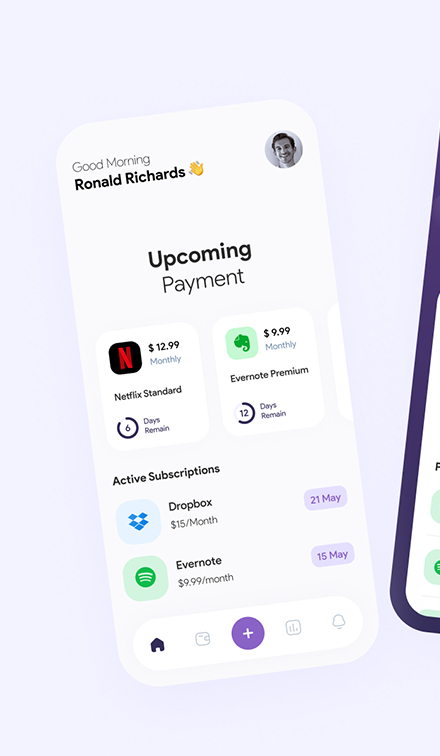 Good Morning
Ronald Richards 👋
Upcoming
Payment
N
$ 12.99
Monthly
Netflix Standard
6
Days
Remain
$ 9.99
Monthly
Evernote Premium
12
Days
Remain
Active Subscriptions
Dropbox
$15/Month
21 May
Evernote
$9.99/month
15 May
+